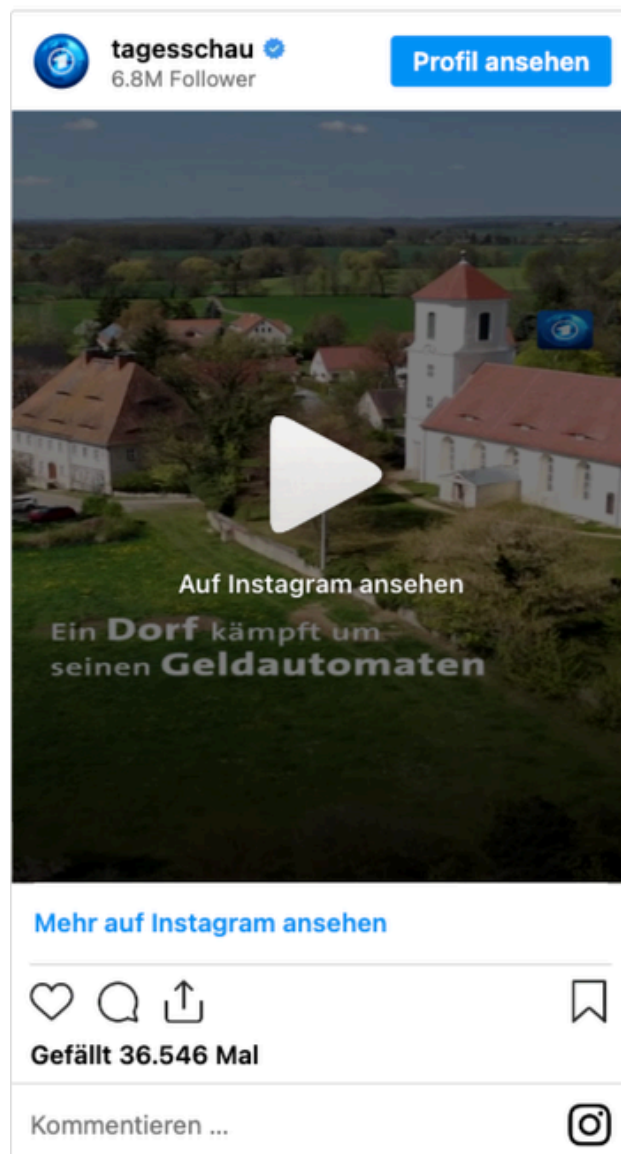 tagesschau
6.8M Follower
Profil ansehen
Auf Instagram ansehen
Ein Dorf kämpft um
seinen Geldautomaten
Mehr auf Instagram ansehen
Gefällt 36.546 Mal
Kommentieren ...